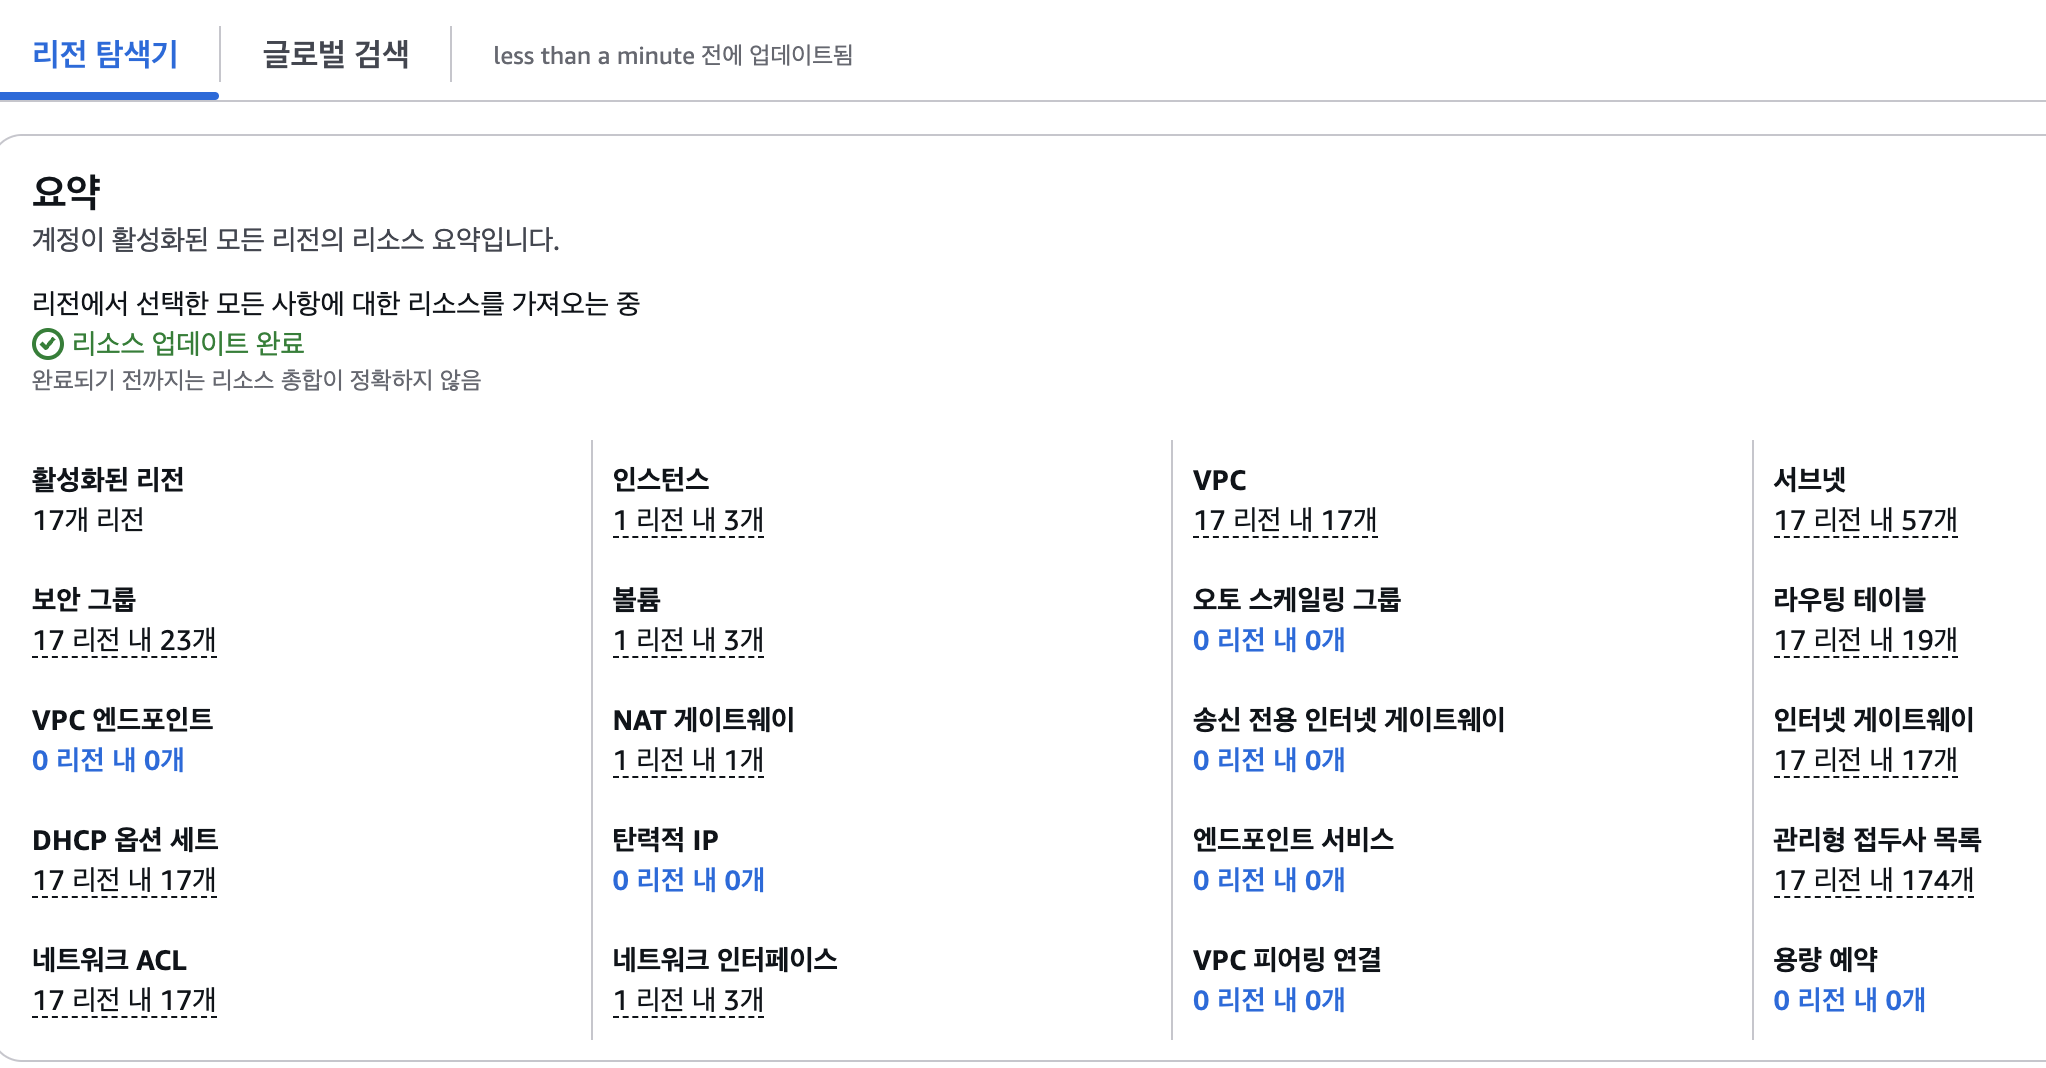 리전 탐색기
글로벌 검색
less than a minute 전에 업데이트됨
요약
계정이 활성화된 모든 리전의 리소스 요약입니다.
리전에서 선택한 모든 사항에 대한 리소스를 가져오는 중
리소스 업데이트 완료
완료되기 전까지는 리소스 총합이 정확하지 않음
활성화된 리전
17개 리전
인스턴스
1 리전 내 3개
VPC
17 리전 내 17개
서브넷
17 리전 내 57개
보안 그룹
17 리전 내 23개
볼륨
1 리전 내 3개
오토 스케일링 그룹
0 리전 내 0개
라우팅 테이블
17 리전 내 19개
VPC 엔드포인트
0 리전 내 0개
NAT 게이트웨이
1 리전 내 1개
송신 전용 인터넷 게이트웨이
0 리전 내 0개
인터넷 게이트웨이
17 리전 내 17개
DHCP 옵션 세트
17 리전 내 17개
탄력적 IP
0 리전 내 0개
엔드포인트 서비스
0 리전 내 0개
관리형 접두사 목록
17 리전 내 174개
네트워크 ACL
17 리전 내 17개
네트워크 인터페이스
1 리전 내 3개
VPC 피어링 연결
0 리전 내 0개
용량 예약
0 리전 내 0개